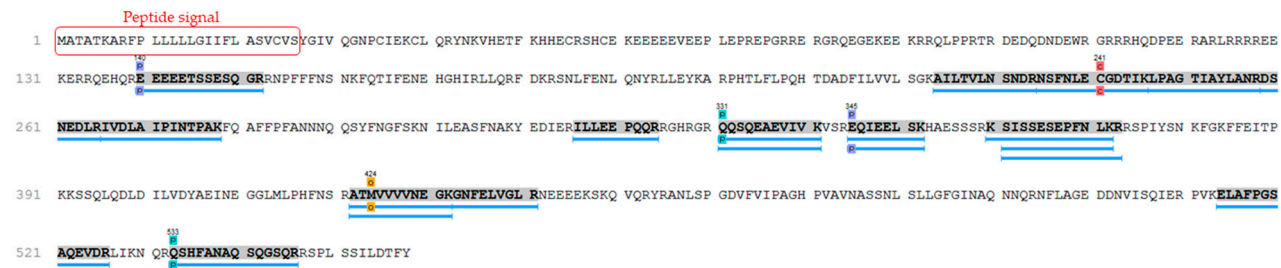 Peptide signal
1 MATATKARFP LLLLLGIIFL ASVCVSYGIV QGNPCIEKCL QRYNKVHETF KHHECRSHCE KEEEEEVEEP LEPREPGRRE RGRQEGEKEE KRRQLPPRTR DEDQDNDEWR GRRRHQDPEE RARLRRRREE
140 241
P C
131 KERRQEHQRE EEEETSSESQ GRRNPFFFNS NKFQTIFENE HGHIRLLQRF DKRSNLFENL QNYRLLEYKA RPHTLFLPQH TDADFILVVL SGKAILTVLN SNDRNSFNLE CGDTIKLPAG TIAYLANRDS
P C
331 345
P P
261 NEDLRIVDLA IPINTPAKFQ AFFPFANNNQ QSYFNGFSKN ILEASFNAKY EDIERILLEE PQQRRGHRGR QQSQEAEVIV KVSREQIEEL SKHAESSSRK SISSESEPFN LKRRSPIYSN KFGKFFEITP
P P
424
O
391 KKSSQLQDLD ILVDYAEINE GGLMLPHFNS RATMVVVVNE GKGNFELVGL RNEEEEKSKQ VQRYRANLSP GDVFVIPAGH PVAVNASSNL SLLGFGINAQ NNQRNFLAGE DDNVISQIER PVKELAFPGS
O
533
P
521 AQEVDRLIKN QRQSHFANAQ SQGSQRRSPL SSILDTFY
P